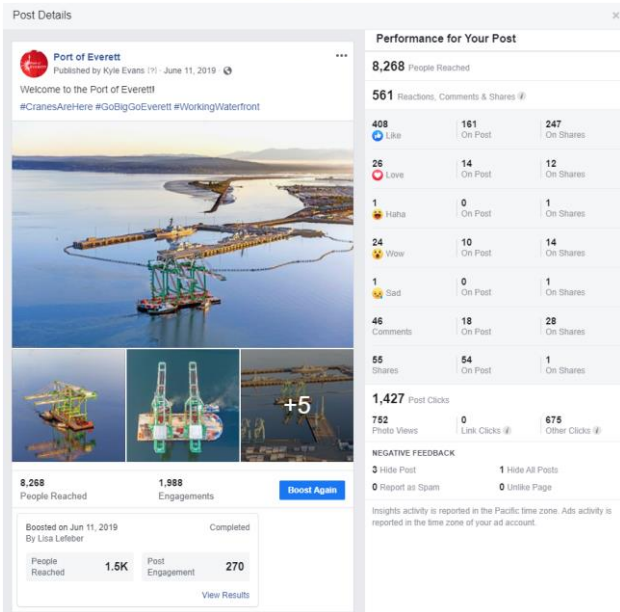 Post Details
Port of Everett
Published by Kyle Evans [?] · June 11, 2019 ·
Welcome to the Port of Everett!
#CranesAreHere #GoBigGoEverett #WorkingWaterfront
+5
8,268
People Reached
1,988
Engagements
Boost Again
Boosted on Jun 11, 2019
Completed
By Lisa Lefeber
People Reached
1.5K
Post Engagement
270
View Results
Performance for Your Post
8,268 People Reached
561 Reactions, Comments & Shares
408 Like
161 On Post
247 On Shares
26 Love
14 On Post
12 On Shares
1 Haha
0 On Post
1 On Shares
24 Wow
10 On Post
14 On Shares
1 Sad
0 On Post
1 On Shares
46 Comments
18 On Post
28 On Shares
55 Shares
54 On Post
1 On Shares
1,427 Post Clicks
752 Photo Views
0 Link Clicks
675 Other Clicks
NEGATIVE FEEDBACK
3 Hide Post
1 Hide All Posts
0 Report as Spam
0 Unlike Page
Insights activity is reported in the Pacific time zone. Ads activity is
reported in the time zone of your ad account.